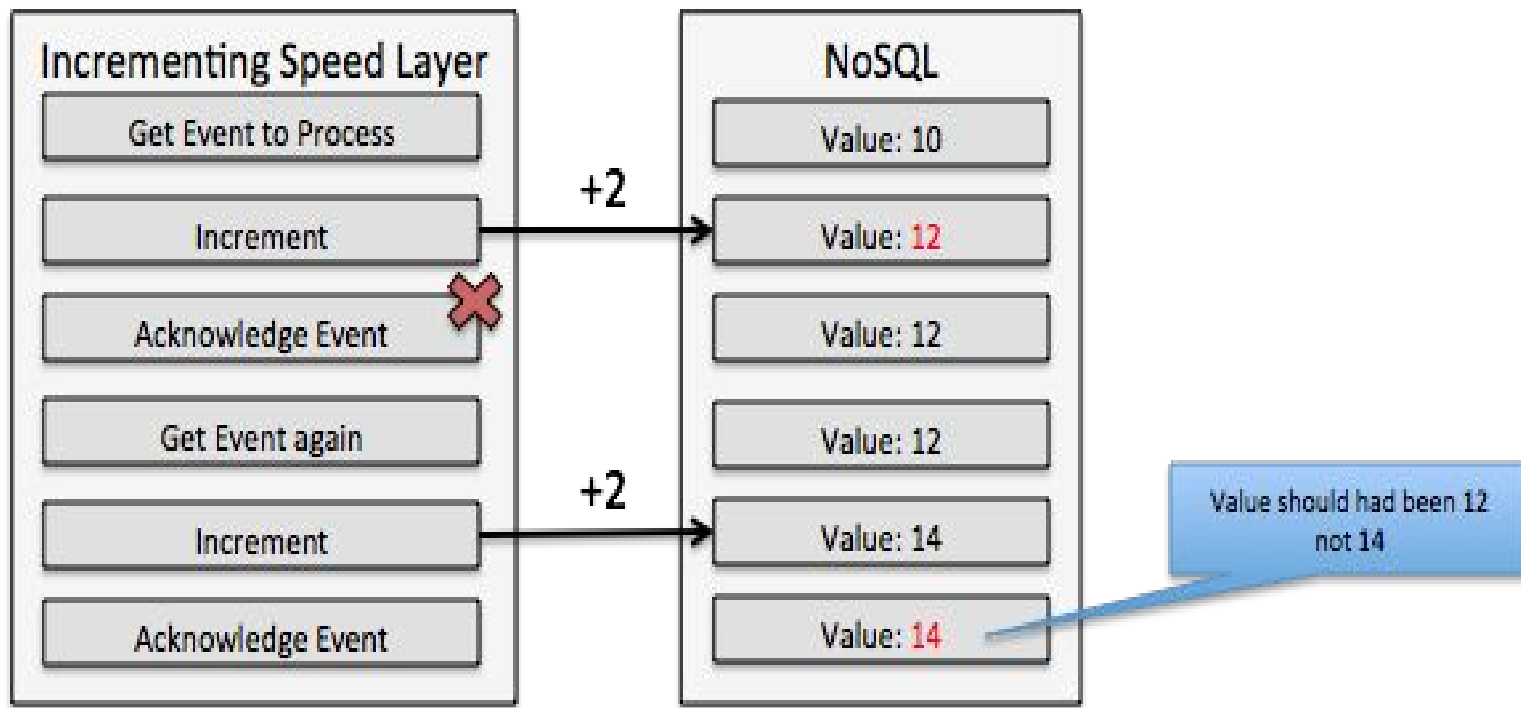 Incrementing Speed Layer
Get Event to Process
Increment
Acknowledge Event
Get Event again
Increment
Acknowledge Event
+2
+2
NoSQL
Value: 10
Value: 12
Value: 12
Value: 12
Value: 14
Value: 14
Value should had been 12
not 14